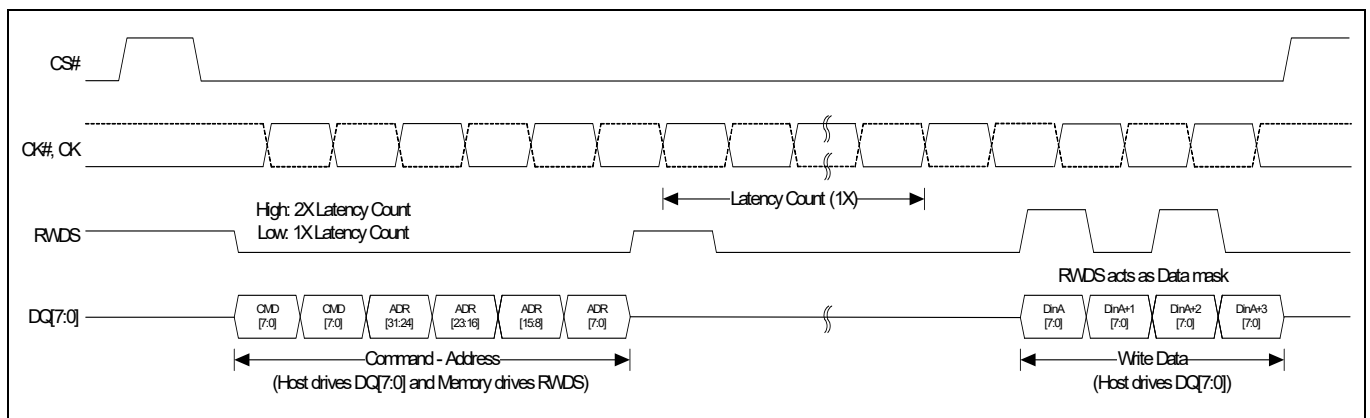 CS#
CK#, CK
Latency Count (1X)
High: 2X Latency Count
Low: 1X Latency Count
RWDS
RWDS acts as Data mask
DQ[7:0]
CMD [7:0]
CMD [7:0]
ADR [31:24]
ADR [23:16]
ADR [15:8]
ADR [7:0]
DinA [7:0]
DinA+1 [7:0]
DinA+2 [7:0]
DinA+3 [7:0]
Command - Address
(Host drives DQ[7:0] and Memory drives RWDS)
Write Data
(Host drives DQ[7:0])